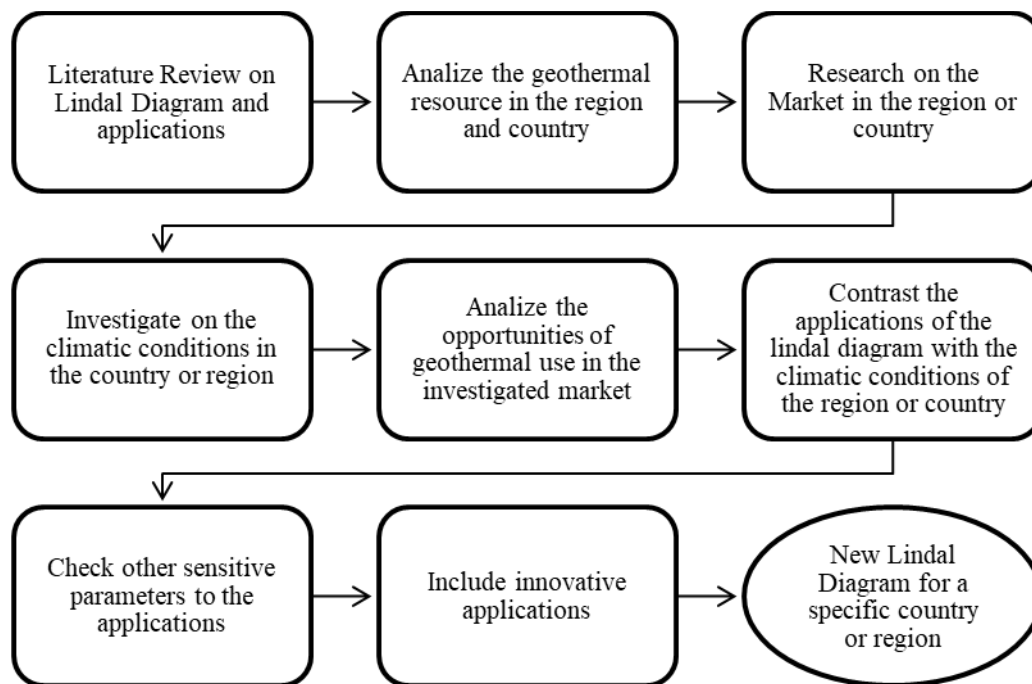 Literature Review on
Lindal Diagram and
applications
Analize the geothermal
resource in the region
and country
Research on the
Market in the region or
country
Investigate on the
climatic conditions in
the country or region
Analize the
opportunities of
geothermal use in the
investigated market
Contrast the
applications of the
lindal diagram with the
climatic conditions of
the region or country
Check other sensitive
parameters to the
applications
Include innovative
applications
New Lindal
Diagram for a
specific country
or region